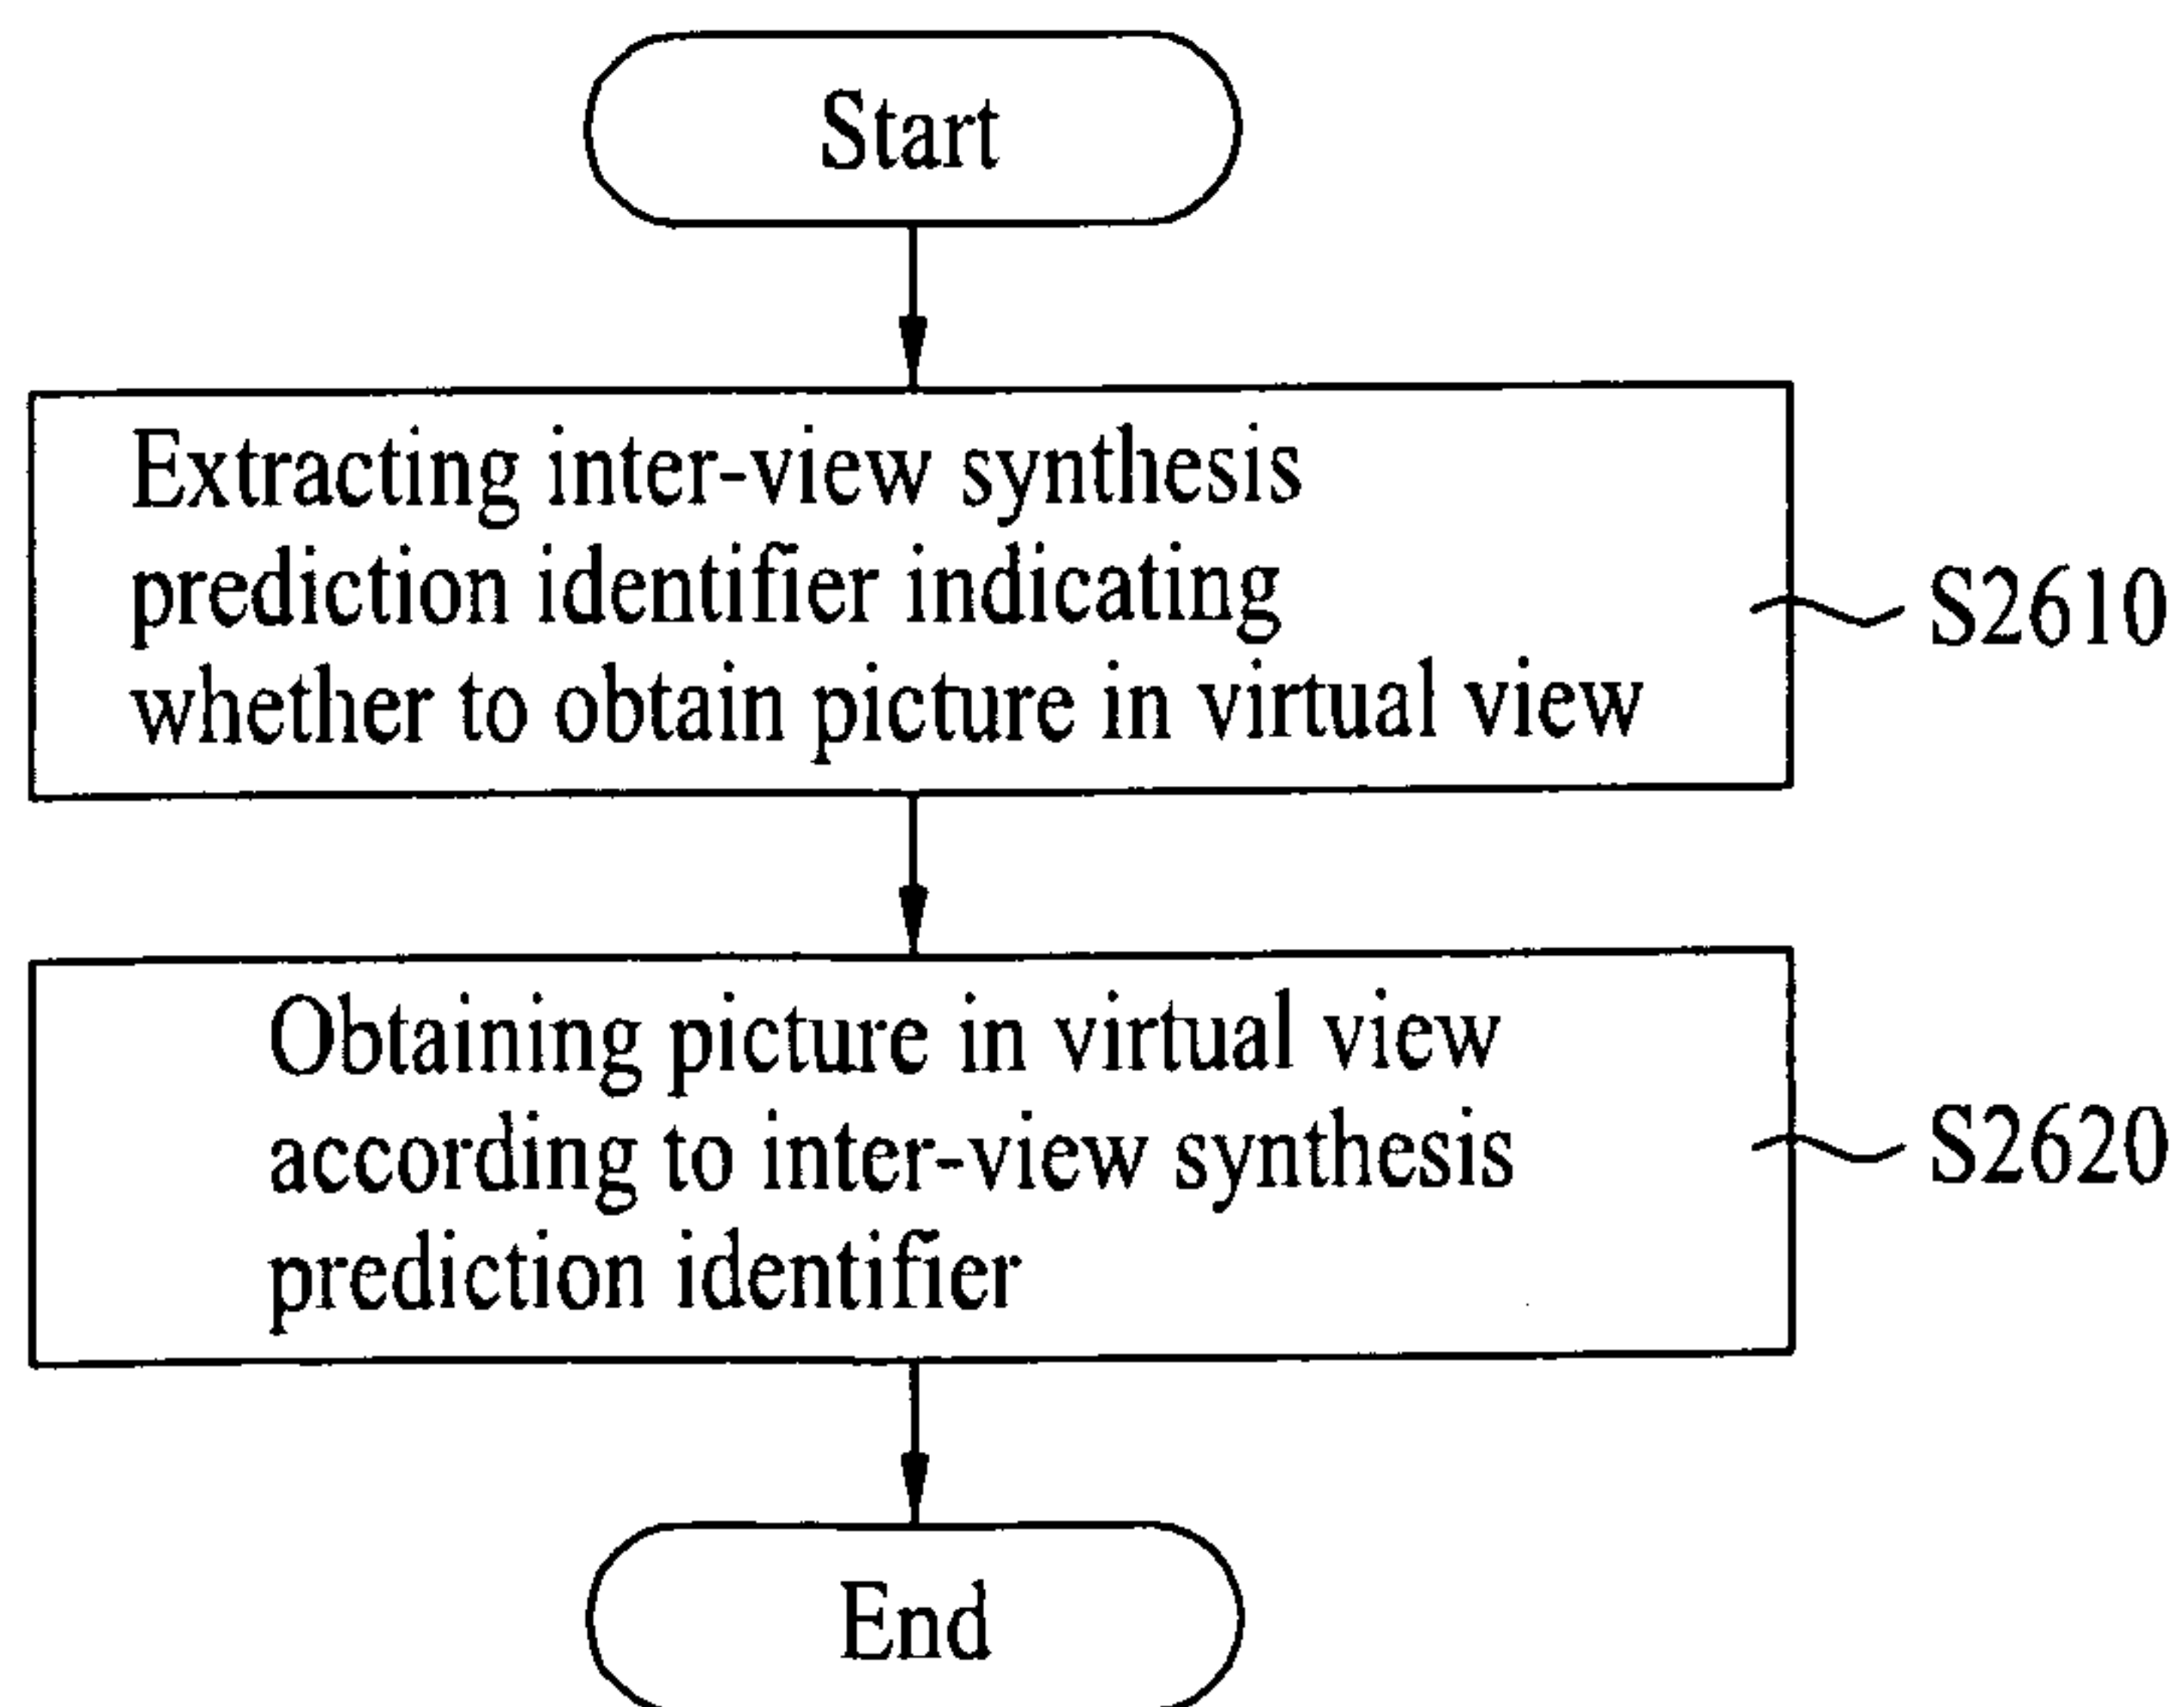 Start
Extracting inter-view synthesis
prediction identifier indicating
whether to obtain picture in virtual view
S2610
Obtaining picture in virtual view
according to inter-view synthesis
prediction identifier
S2620
End